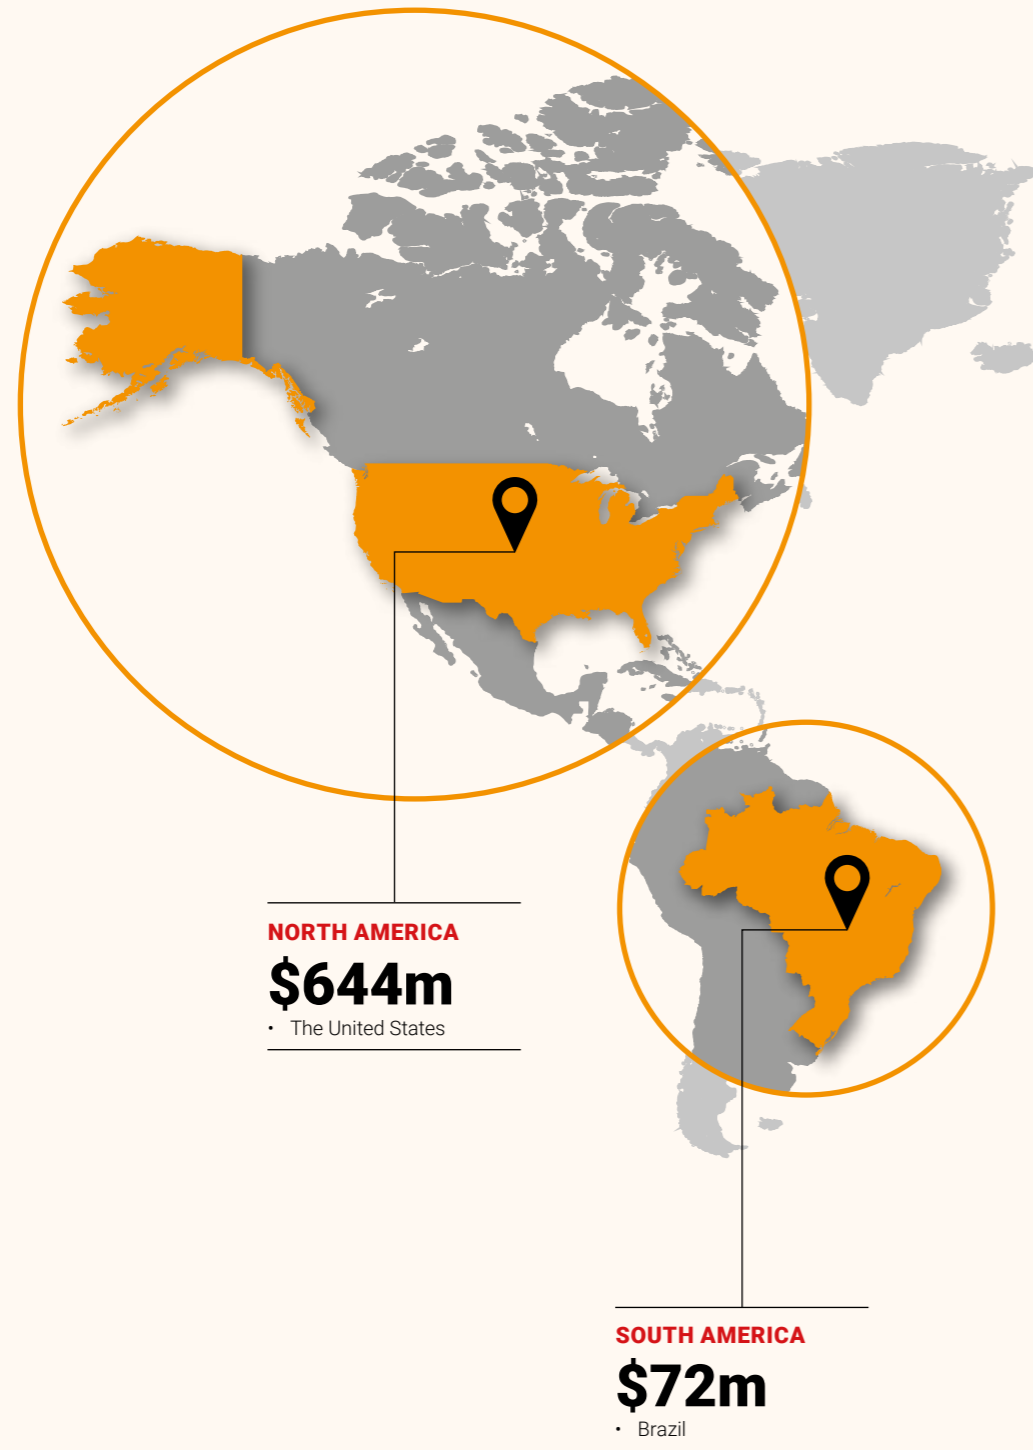 NORTH AMERICA
$644m
• The United States
SOUTH AMERICA
$72m
• Brazil